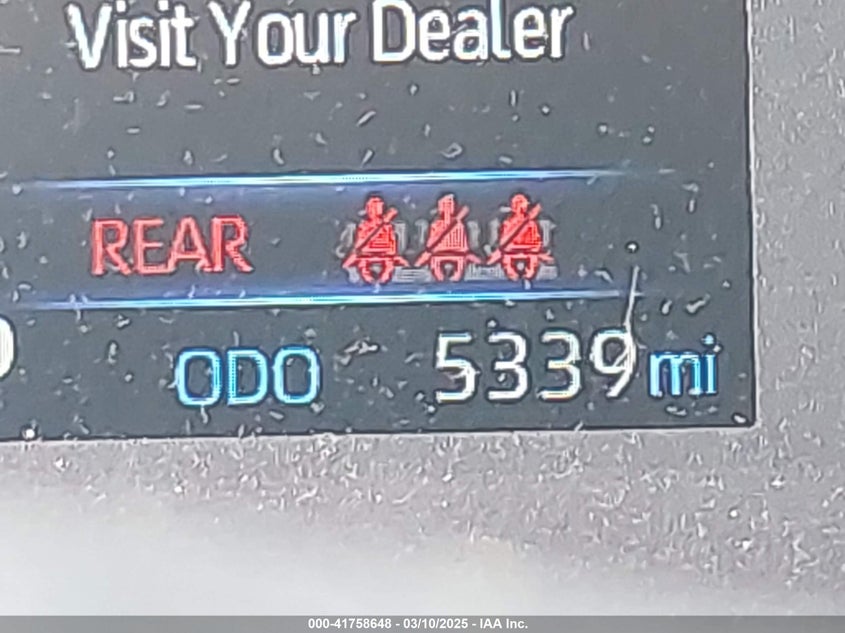 Visit Your Dealer
REAR
ODO 5339 mi
000-41758648 - 03/10/2025 - IAA Inc.